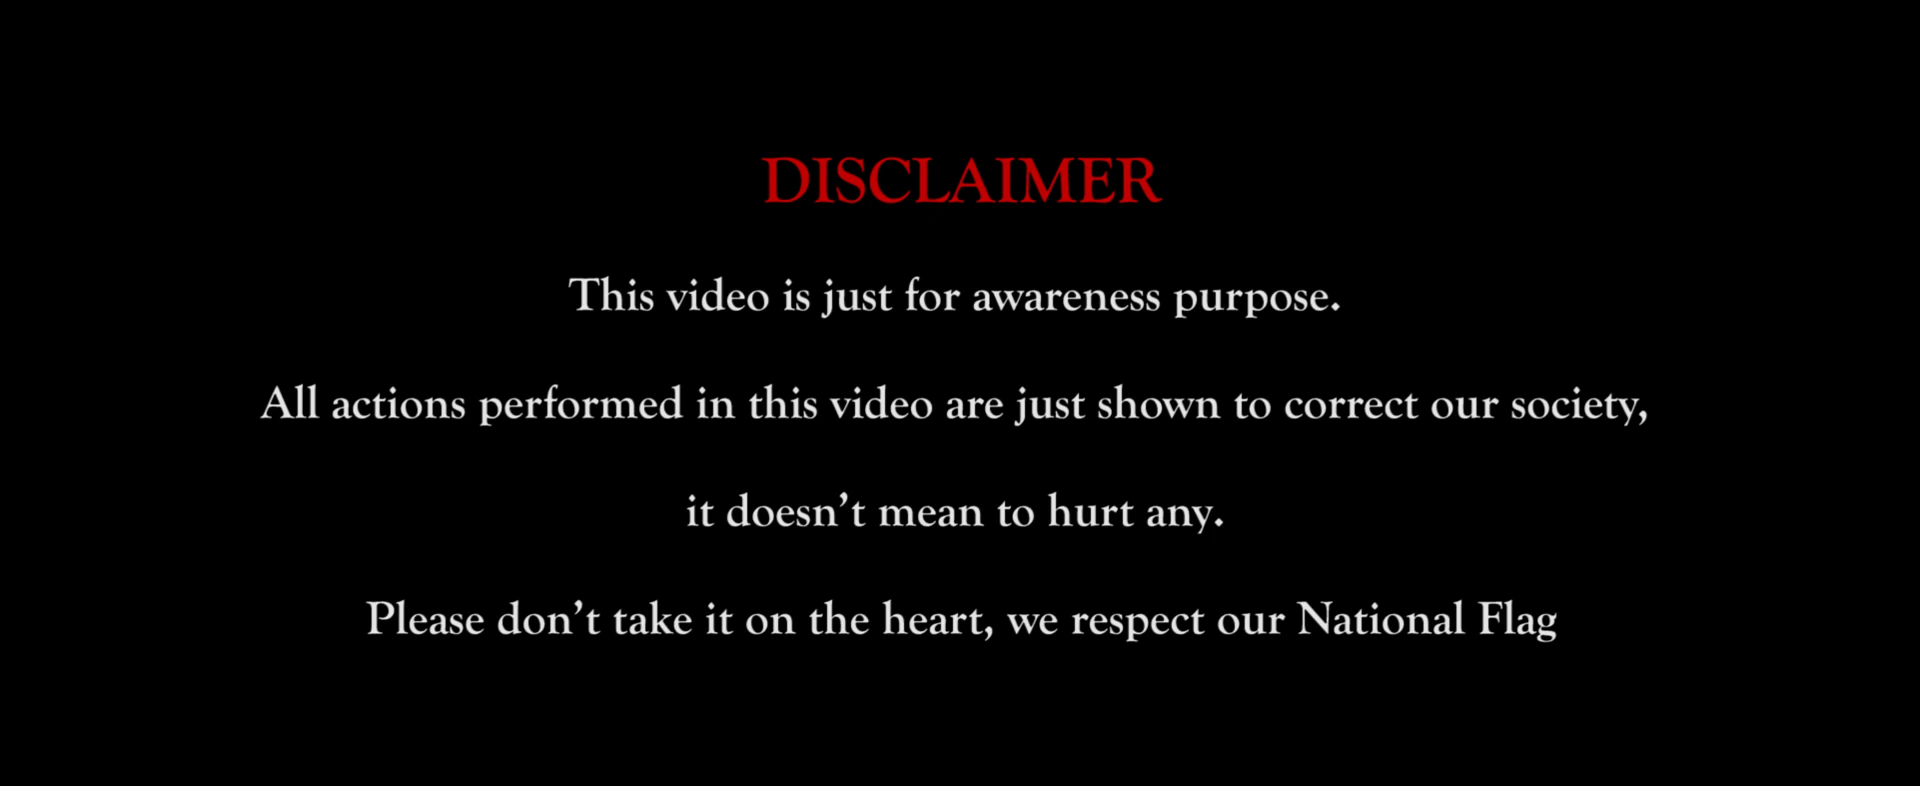 DISCLAIMER
This video is just for awareness purpose.
All actions performed in this video are just shown to correct our society,
it doesn’t mean to hurt any.
Please don’t take it on the heart, we respect our National Flag